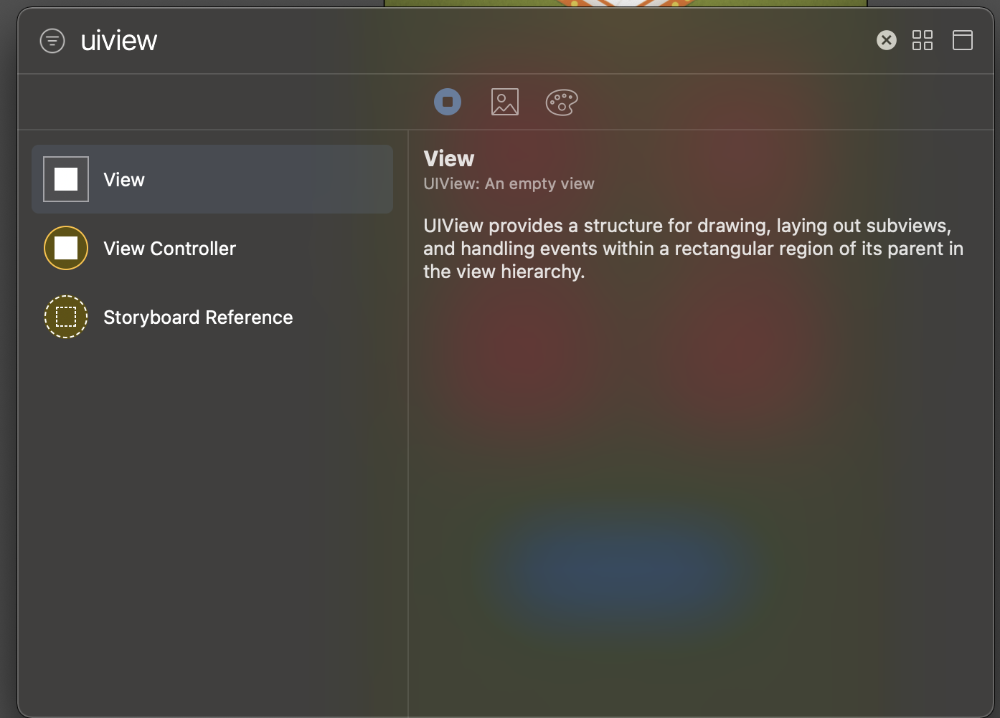 uiview
View
View Controller
Storyboard Reference
View
UIView: An empty view
UIView provides a structure for drawing, laying out subviews,
and handling events within a rectangular region of its parent in
the view hierarchy.